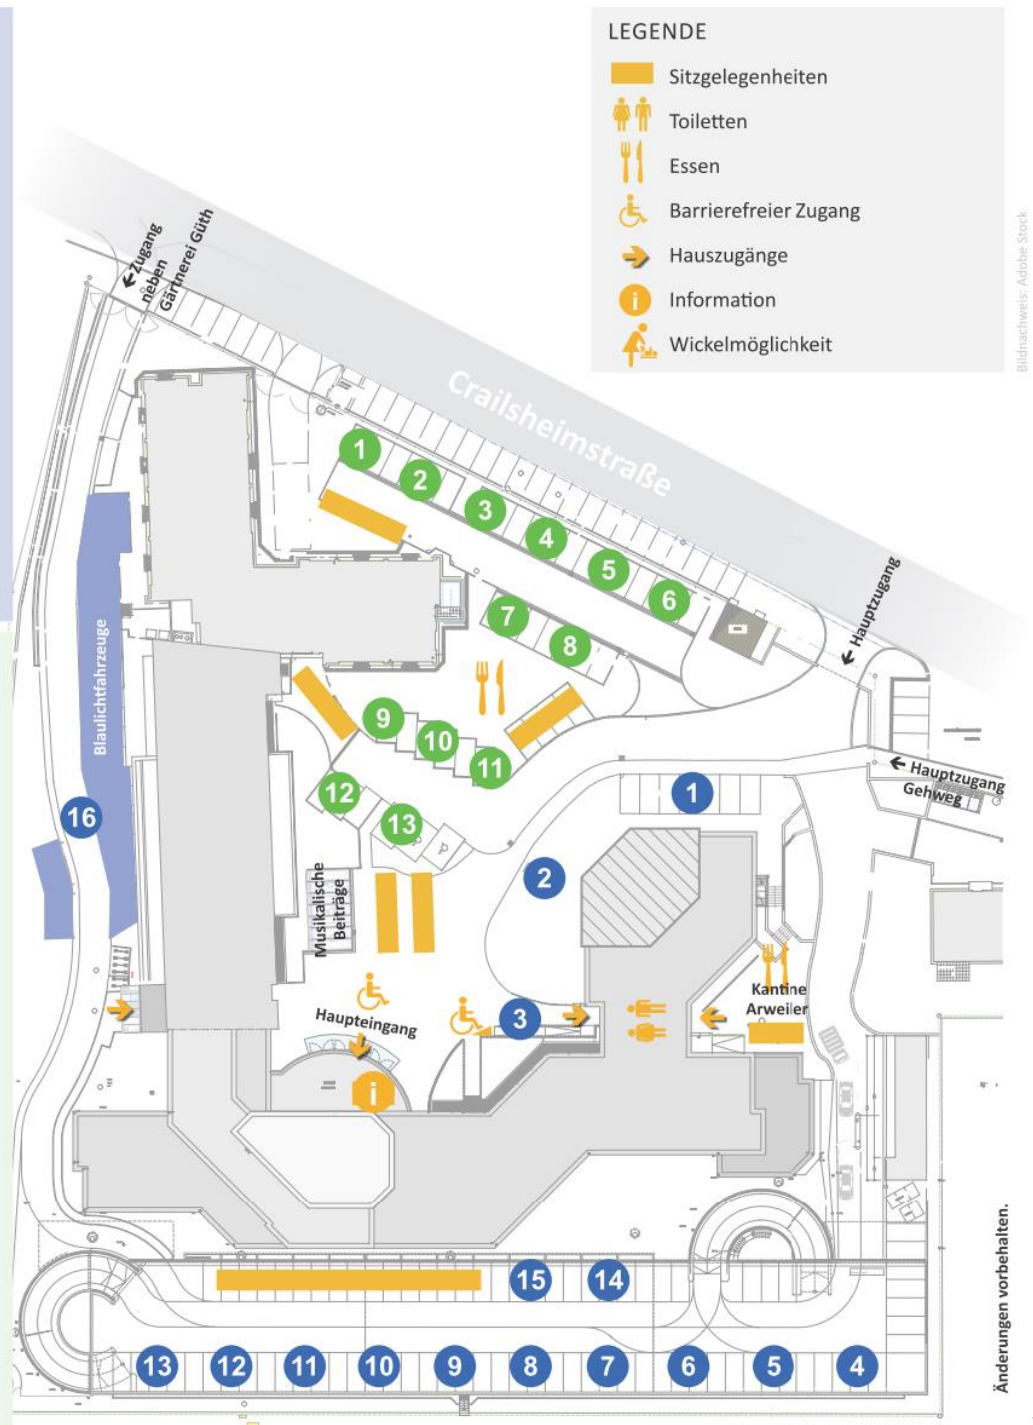 LEGENDE
Sitzgelegenheiten
Toiletten
Essen
Barrierefreier Zugang
Hauszugänge
i Information
Wickelmöglichkeit
Bildnachweis: Adobe Stock
Zugang
neben
Gärtnerei Güth
Crailsheimstraße
Hauptzugang
1
2
3
4
5
6
7
8
9
10
11
12
13
Hauptzugang
Gehweg
Blaulichtfahrzeuge
16
1
2
3
Musikalische
Beiträge
Kantine
Arweiler
Haupteingang
i
15
14
13
12
11
10
9
8
7
6
5
4
Änderungen vorbehalten.